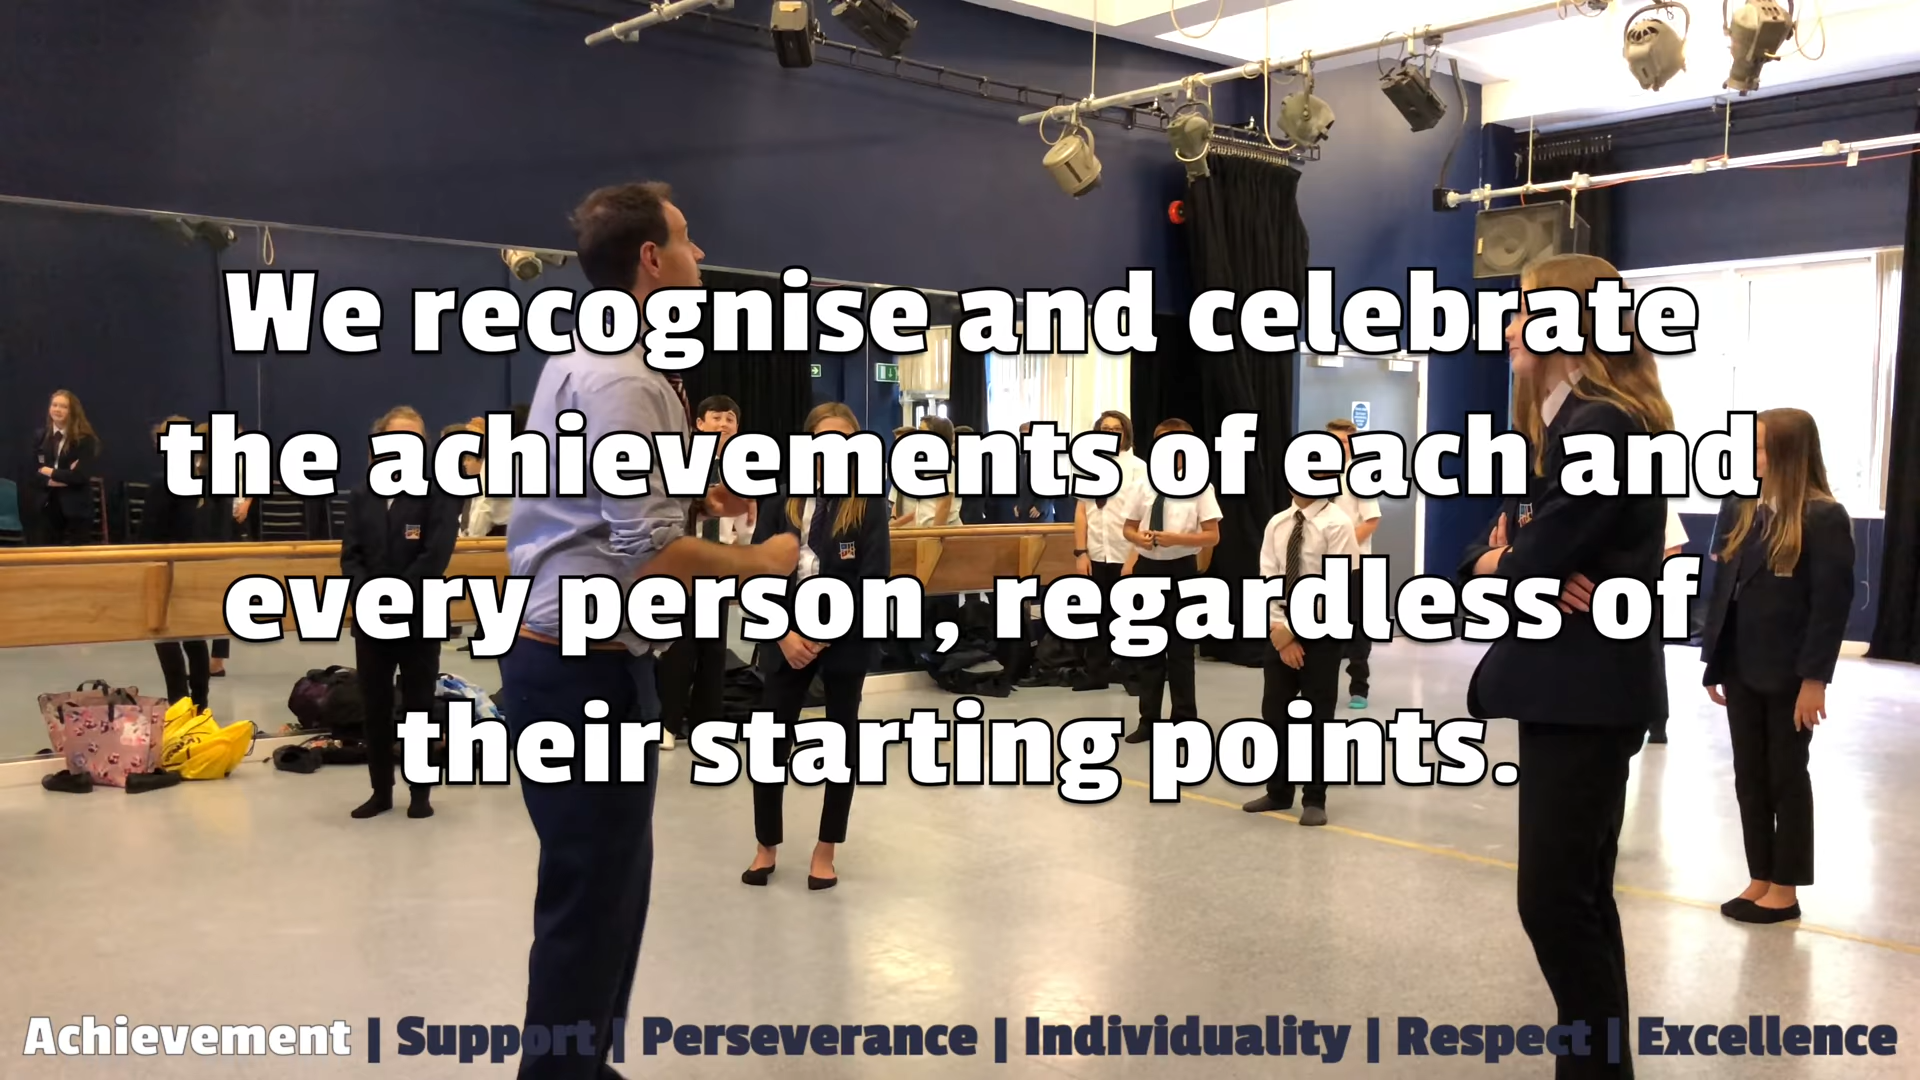 We recognise and celebrate
the achievements of each and
every person, regardless of
their starting points.
Achievement | Support | Perseverance | Individuality | Respect | Excellence